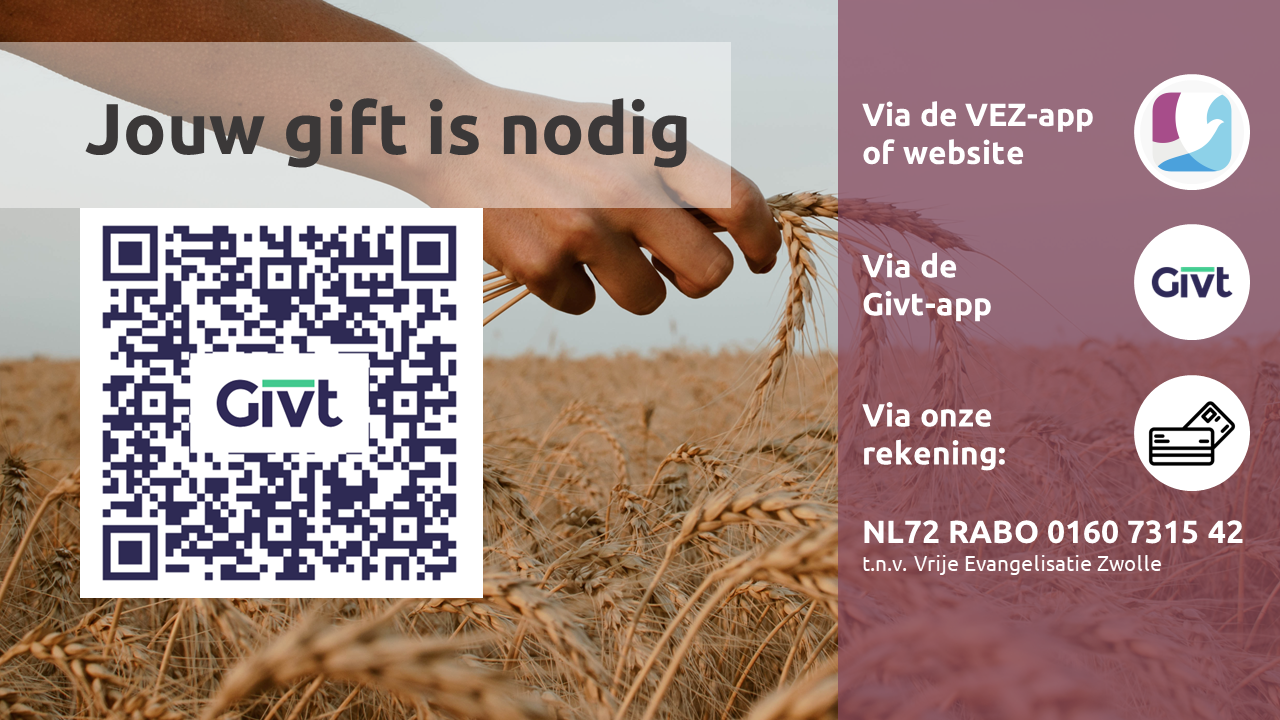 Jouw gift is nodig
Givt
Via de VEZ-app
of website
Via de
Givt-app
Givt
Via onze
rekening:
NL72 RABO 0160 7315 42
t.n.v. Vrije Evangelisatie Zwolle